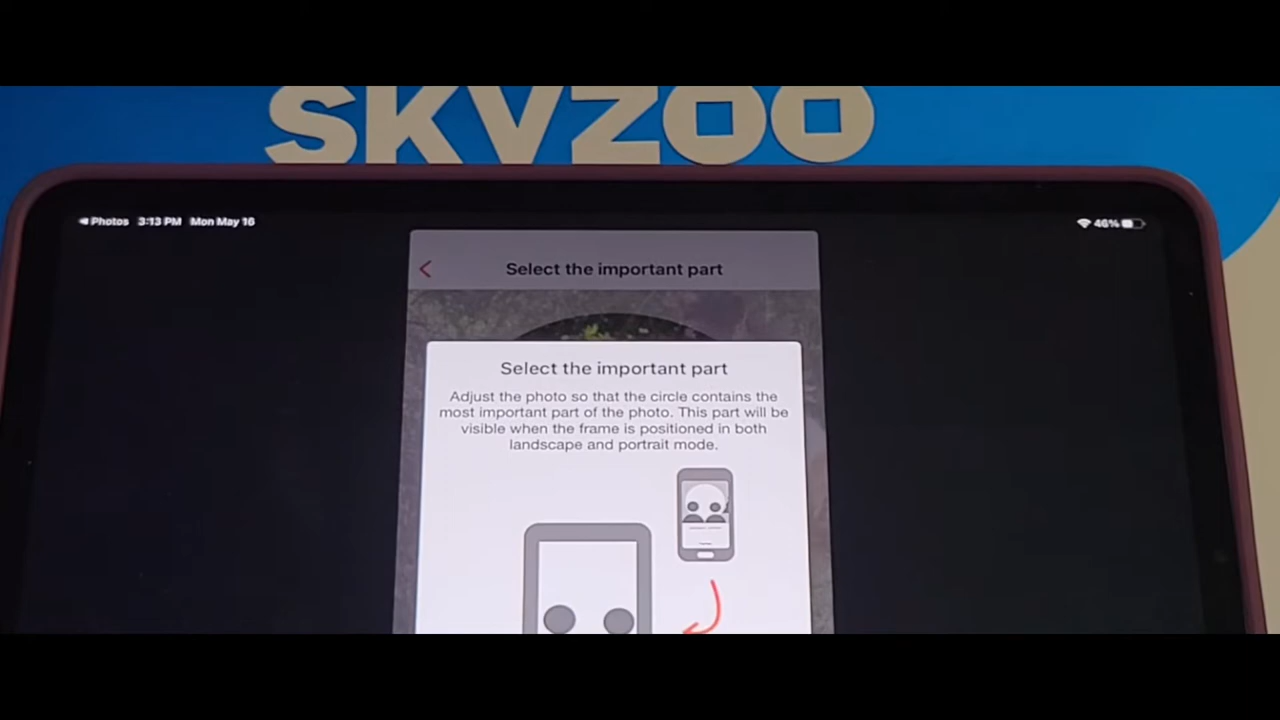 SKYZOO
Photos 3:13 PM Mon May 16
46%
Select the important part
Select the important part
Adjust the photo so that the circle contains the
most important part of the photo. This part will be
visible when the frame is positioned in both
landscape and portrait mode.